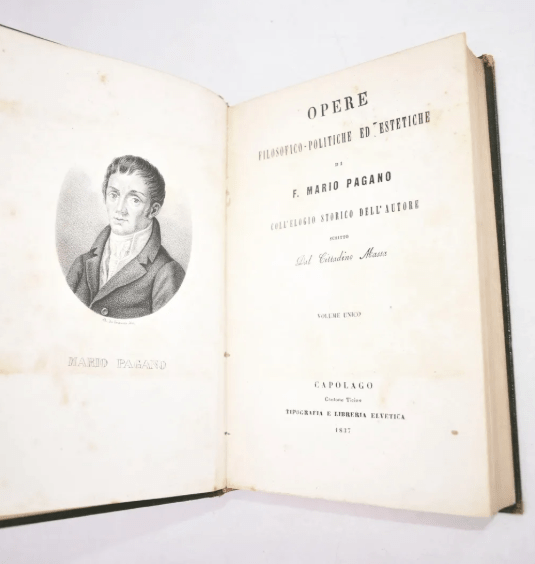 MARIO PAGANO
OPERE
FILOSOFICO-POLITICHE ED ESTETICHE
DI
F. MARIO PAGANO
COLL'ELOGIO STORICO DELL'AUTORE
SCRITTO
Dal Cittadino Massa
VOLUME UNICO
CAPOLAGO
Cantone Ticino
TIPOGRAFIA E LIBRERIA ELVETICA
1837